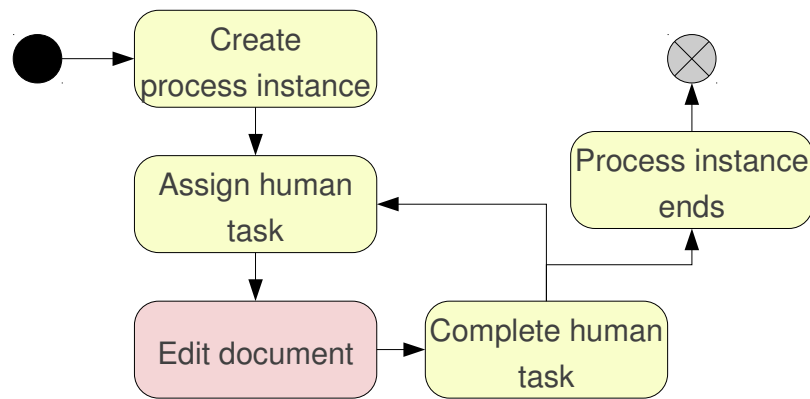 Create
process instance
Assign human
task
Edit document
Complete human
task
Process instance
ends